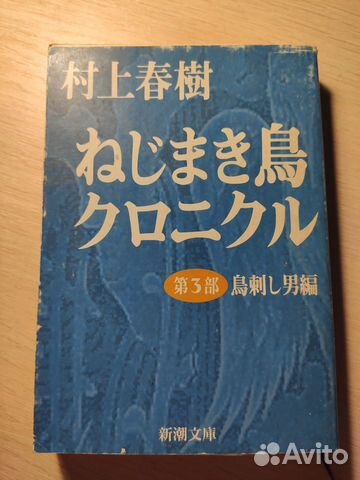 村上春樹
ねじまき鳥
クロニクル
第3部 鳥刺し男編
新潮文庫
Avito